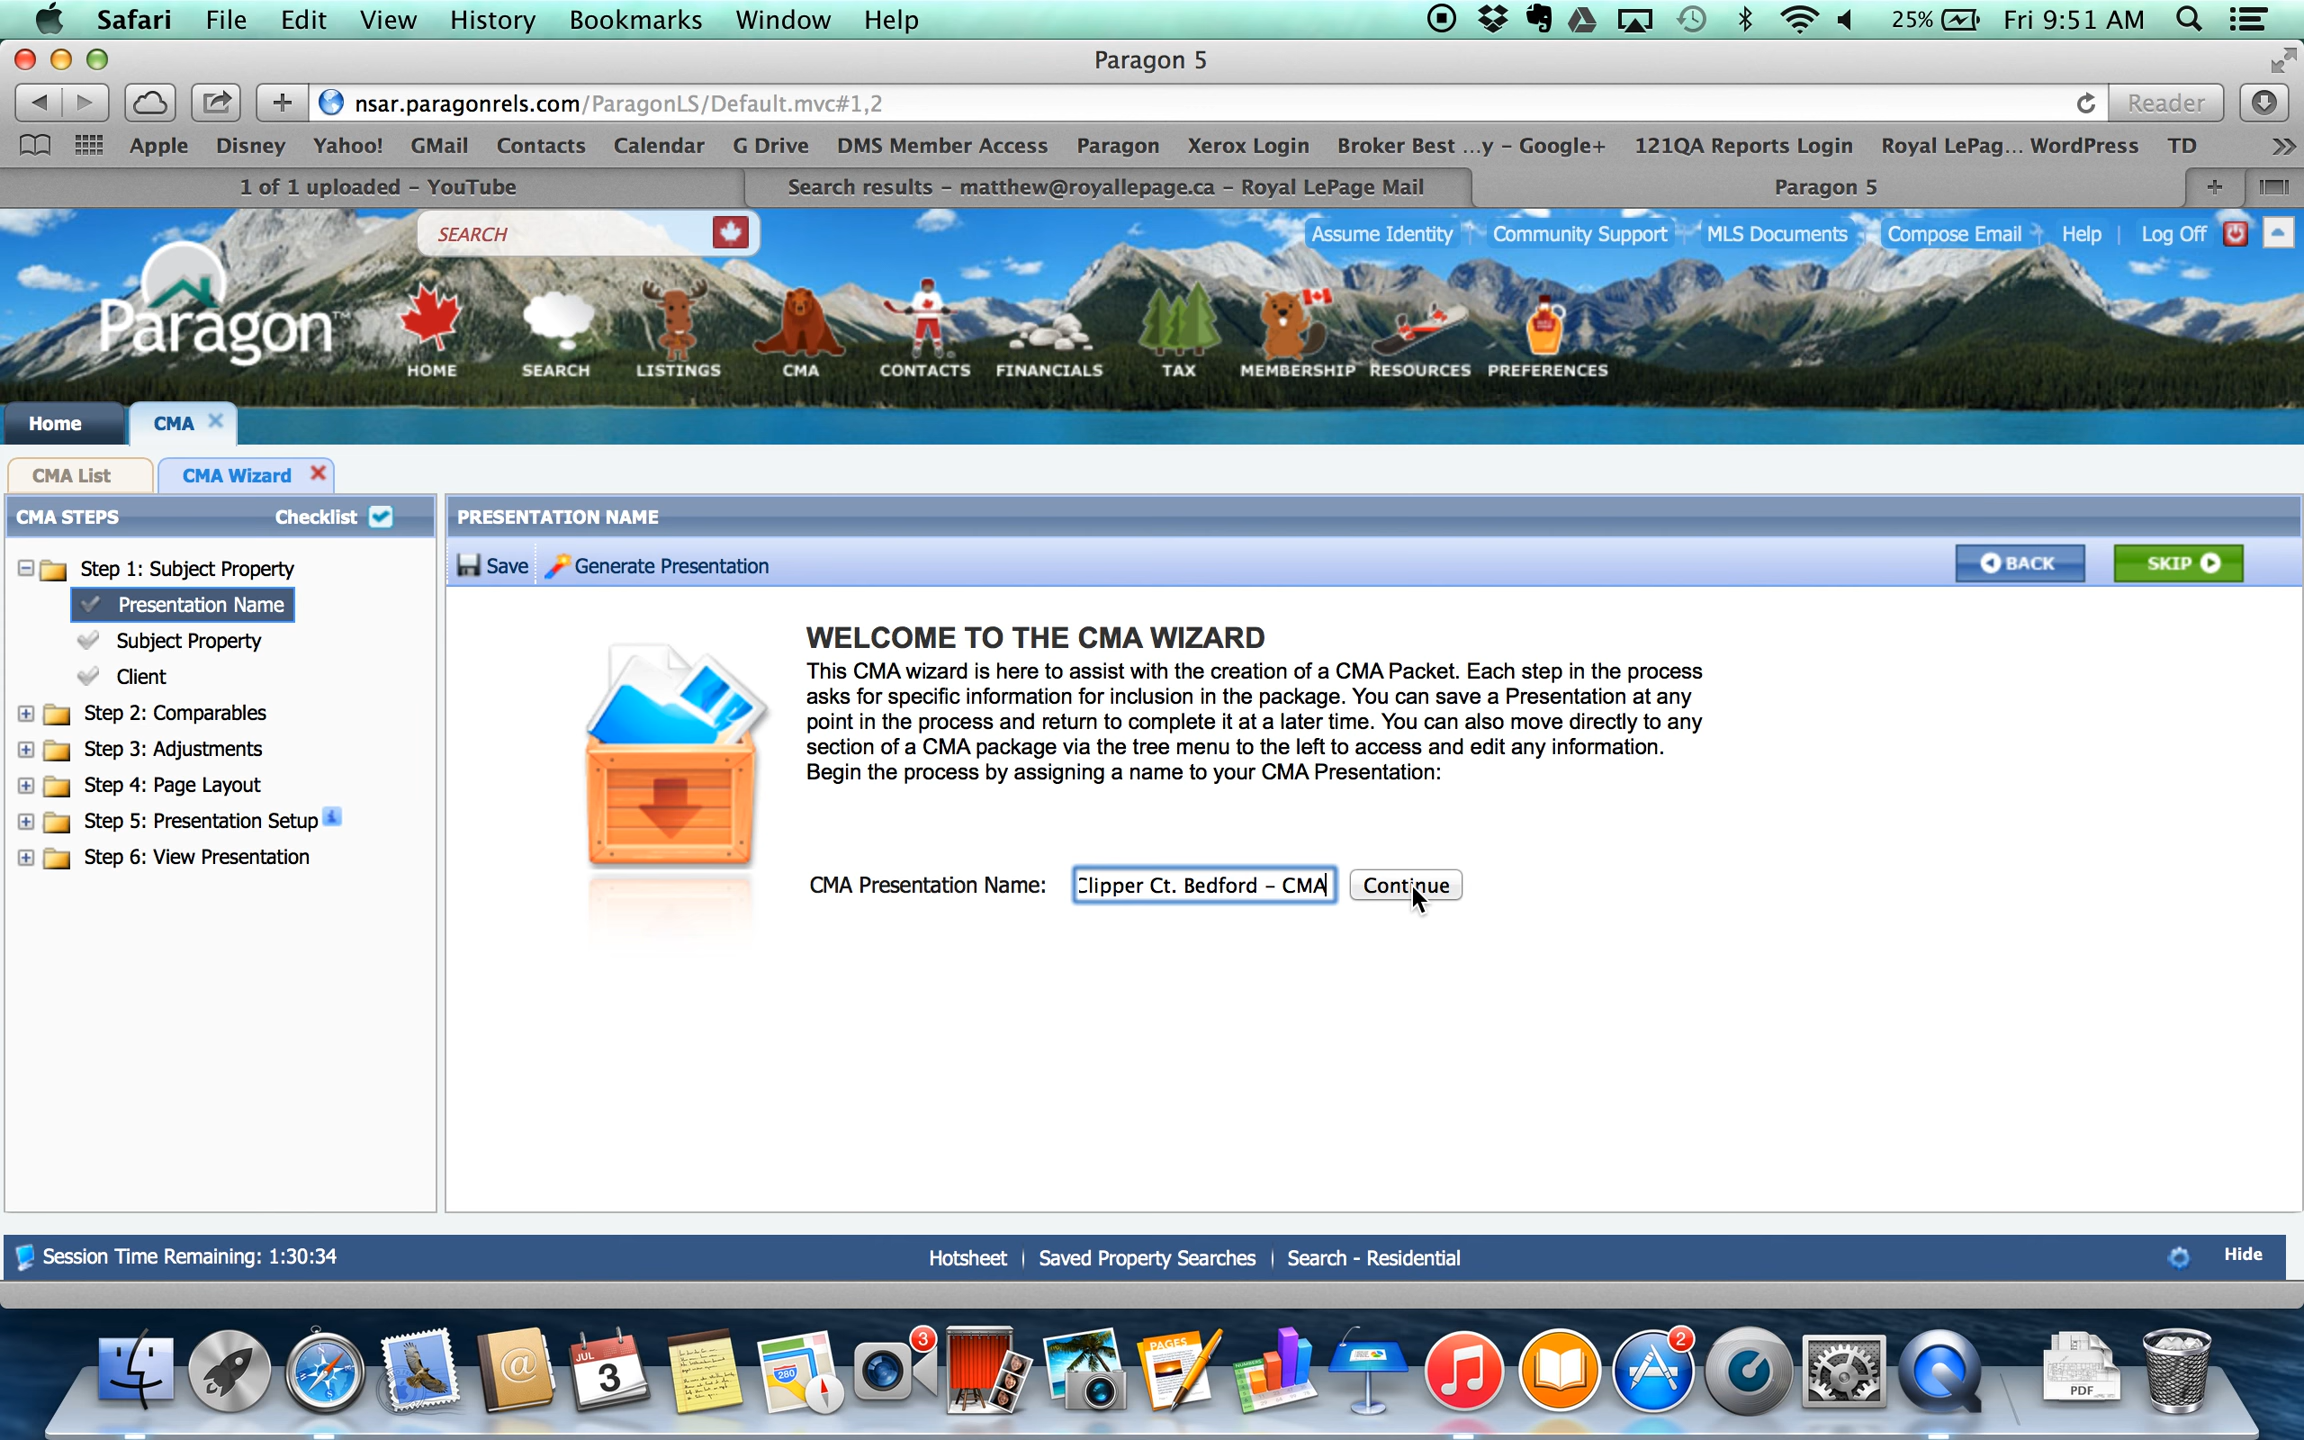 Safari File Edit View History Bookmarks Window Help 25% Fri 9:51 AM
Paragon 5
nsar.paragonrels.com/ParagonLS/Default.mvc#1,2 Reader
Apple Disney Yahoo! GMail Contacts Calendar G Drive DMS Member Access Paragon Xerox Login Broker Best ...y – Google+ 121QA Reports Login Royal LePag... WordPress TD
1 of 1 uploaded – YouTube Search results – matthew@royallepage.ca – Royal LePage Mail Paragon 5
SEARCH Assume Identity Community Support MLS Documents Compose Email Help | Log Off
Paragon™
HOME SEARCH LISTINGS CMA CONTACTS FINANCIALS TAX MEMBERSHIP RESOURCES PREFERENCES
Home CMA
CMA List CMA Wizard
CMA STEPS Checklist
Step 1: Subject Property
Presentation Name
Subject Property
Client
Step 2: Comparables
Step 3: Adjustments
Step 4: Page Layout
Step 5: Presentation Setup
Step 6: View Presentation
PRESENTATION NAME
Save Generate Presentation BACK SKIP
WELCOME TO THE CMA WIZARD
This CMA wizard is here to assist with the creation of a CMA Packet. Each step in the process
asks for specific information for inclusion in the package. You can save a Presentation at any
point in the process and return to complete it at a later time. You can also move directly to any
section of a CMA package via the tree menu to the left to access and edit any information.
Begin the process by assigning a name to your CMA Presentation:
CMA Presentation Name: Clipper Ct. Bedford – CMA Continue
Session Time Remaining: 1:30:34 Hotsheet | Saved Property Searches | Search - Residential Hide
JUL
3
280
3
PAGES
NUMBERS
2
PDF